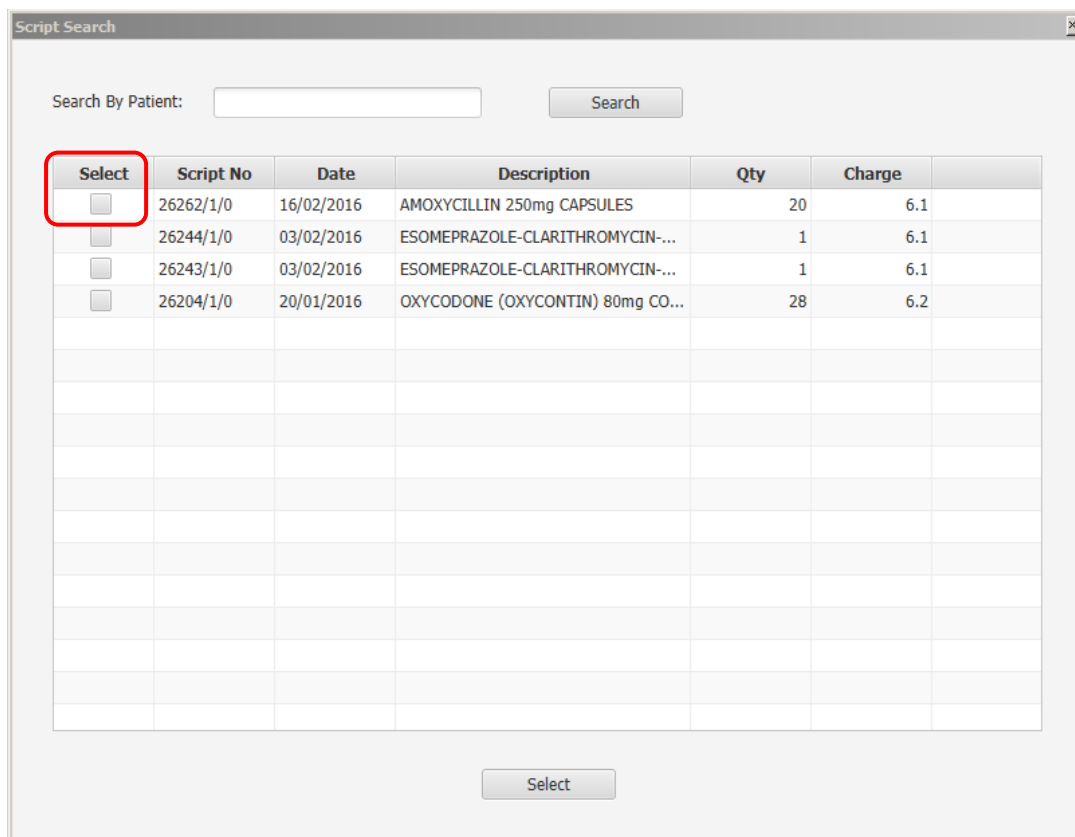 Script Search
Search By Patient: Search
Select Script No Date Description Qty Charge
26262/1/0 16/02/2016 AMOXYCILLIN 250mg CAPSULES 20 6.1
26244/1/0 03/02/2016 ESOMEPRAZOLE-CLARITHROMYCIN-... 1 6.1
26243/1/0 03/02/2016 ESOMEPRAZOLE-CLARITHROMYCIN-... 1 6.1
26204/1/0 20/01/2016 OXYCODONE (OXYCONTIN) 80mg CO... 28 6.2
Select